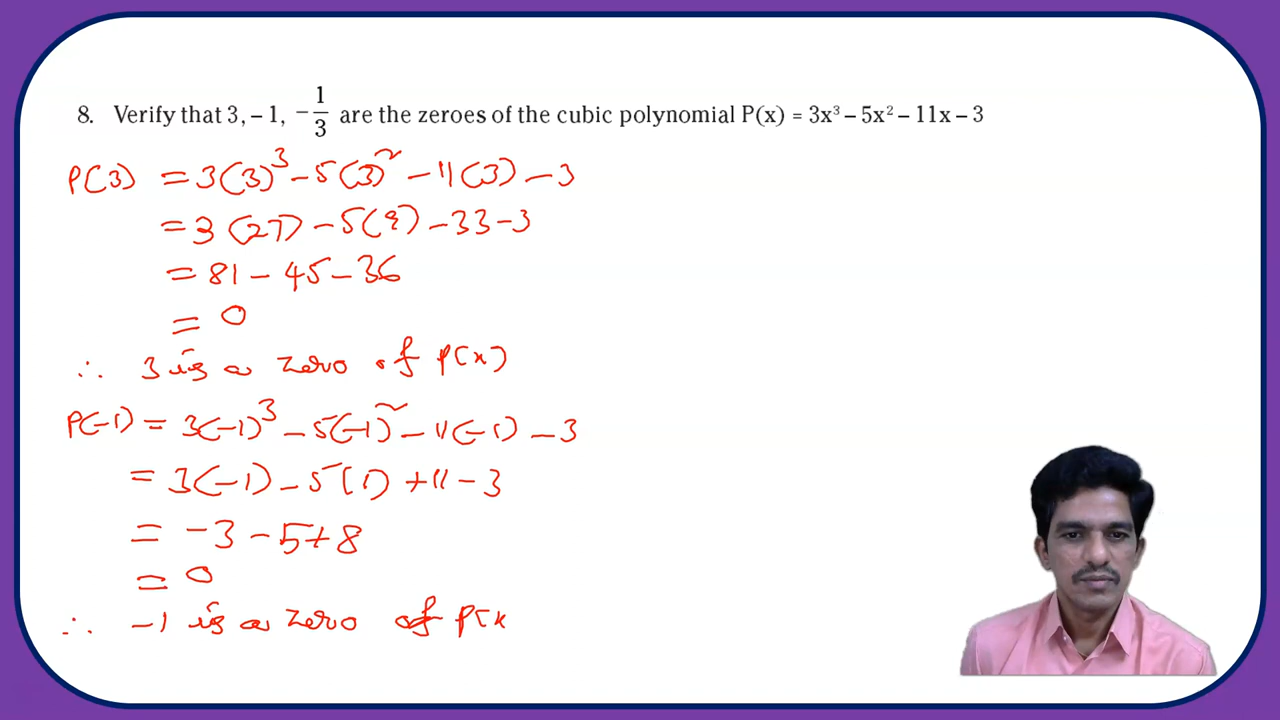 8. Verify that 3, – 1, –1/3 are the zeroes of the cubic polynomial P(x) = 3x³ – 5x² – 11x – 3
P(3) = 3(3)³ – 5(3)² – 11(3) – 3
= 3(27) – 5(9) – 33 – 3
= 81 – 45 – 36
= 0
∴ 3 is a zero of P(x)
P(–1) = 3(–1)³ – 5(–1)² – 11(–1) – 3
= 3(–1) – 5(1) + 11 – 3
= –3 – 5 + 8
= 0
∴ –1 is a zero of P(x